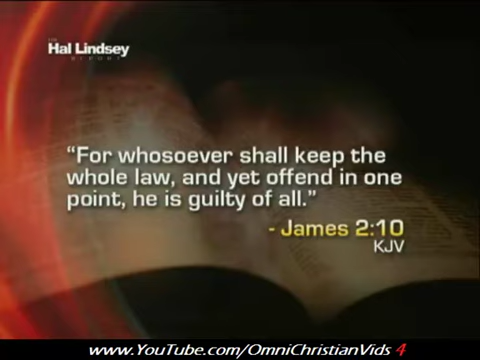 THE
Hal Lindsey
REPORT
“For whosoever shall keep the
whole law, and yet offend in one
point, he is guilty of all.”
- James 2:10
KJV
www.YouTube.com/OmniChristianVids 4